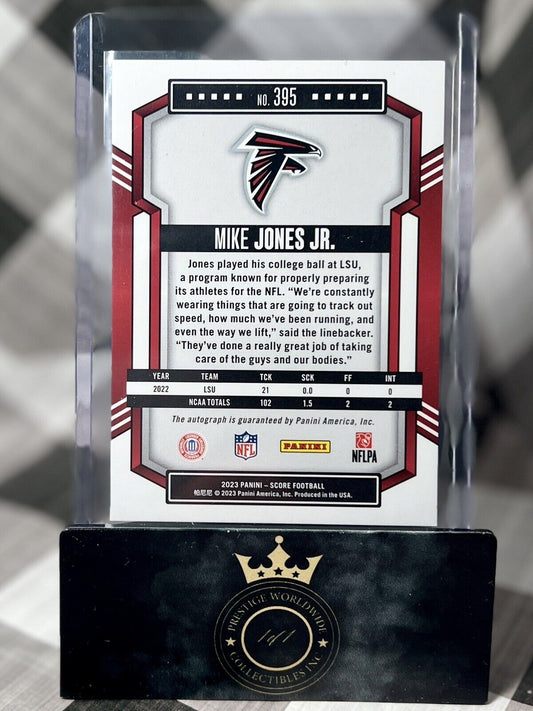 NO. 395
MIKE JONES JR.
Jones played his college ball at LSU,
a program known for properly preparing
its athletes for the NFL. “We're constantly
wearing things that are going to track out
speed, how much we've been running, and
even the way we lift,” said the linebacker.
“They've done a really great job of taking
care of the guys and our bodies.”
YEAR TEAM TCK SCK FF INT
2022 LSU 21 0.0 0 0
NCAA TOTALS 102 1.5 2 2
The autograph is guaranteed by Panini America, Inc.
NFL
PANINI
NFLPA
2023 PANINI – SCORE FOOTBALL
帕尼尼 © 2023 Panini America, Inc. Produced in the USA.
PRESTIGE WORLDWIDE
1of1
COLLECTIBLES INC